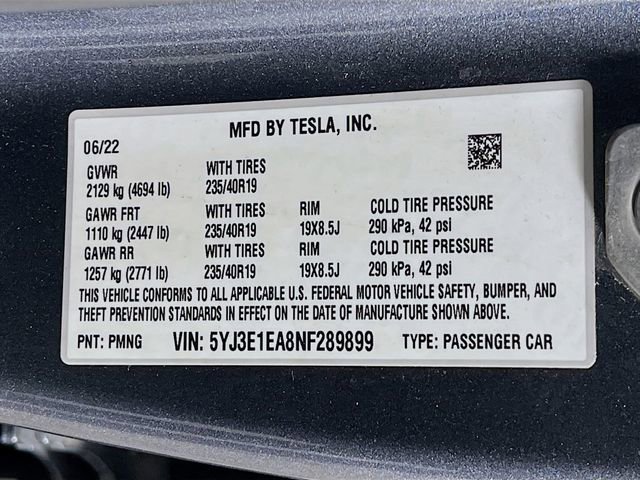 MFD BY TESLA, INC.
06/22
GVWR WITH TIRES
2129 kg (4694 lb) 235/40R19
GAWR FRT WITH TIRES RIM COLD TIRE PRESSURE
1110 kg (2447 lb) 235/40R19 19X8.5J 290 kPa, 42 psi
GAWR RR WITH TIRES RIM COLD TIRE PRESSURE
1257 kg (2771 lb) 235/40R19 19X8.5J 290 kPa, 42 psi
THIS VEHICLE CONFORMS TO ALL APPLICABLE U.S. FEDERAL MOTOR VEHICLE SAFETY, BUMPER, AND
THEFT PREVENTION STANDARDS IN EFFECT ON THE DATE OF MANUFACTURE SHOWN ABOVE.
PNT: PMNG VIN: 5YJ3E1EA8NF289899 TYPE: PASSENGER CAR